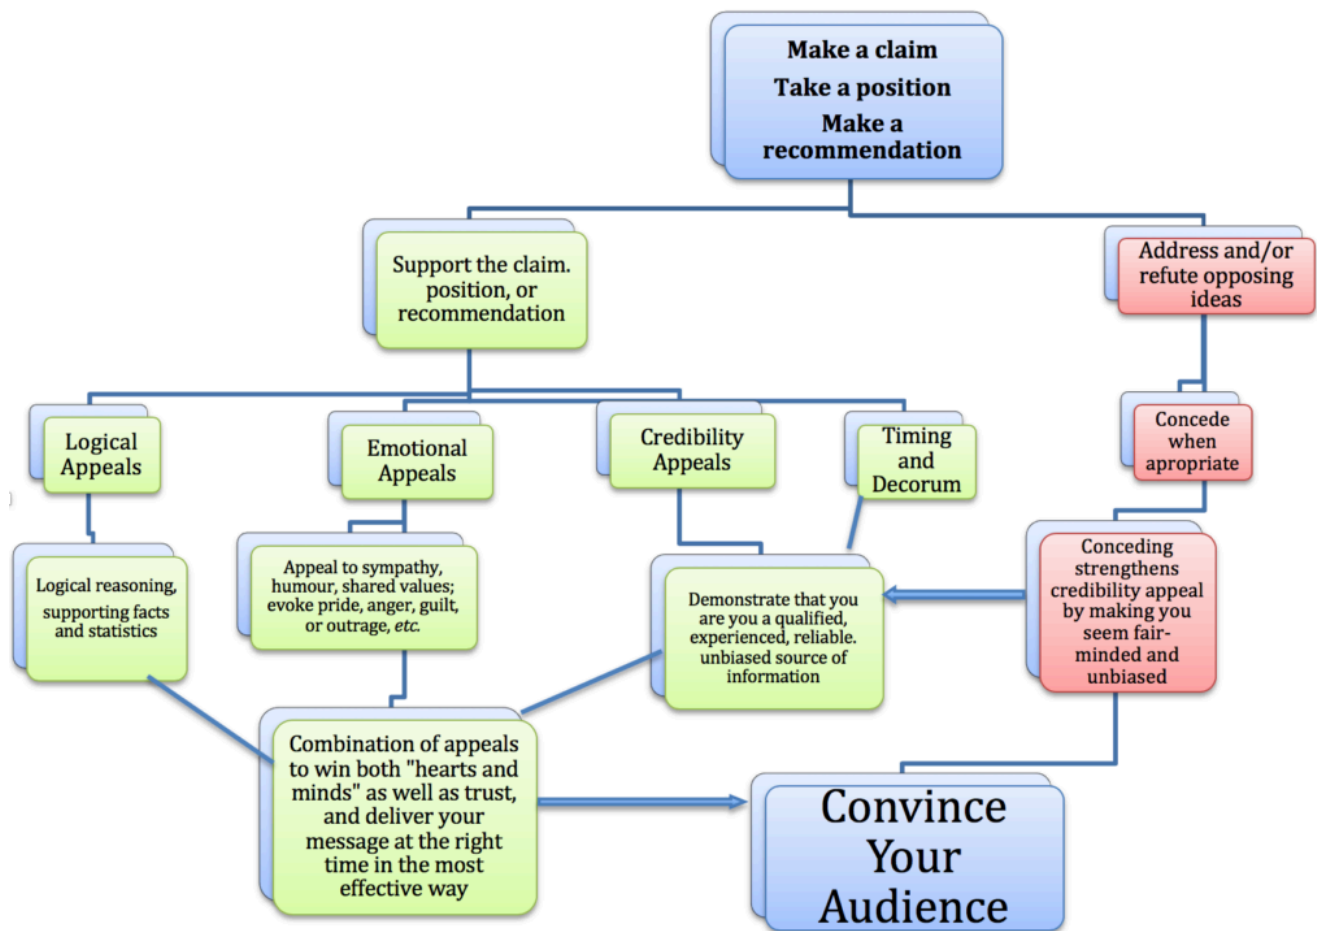 Make a claim
Take a position
Make a
recommendation
Support the claim.
position, or
recommendation
Address and/or
refute opposing
ideas
Logical
Appeals
Emotional
Appeals
Credibility
Appeals
Timing
and
Decorum
Concede
when
apropriate
Logical reasoning,
supporting facts
and statistics
Appeal to sympathy,
humour, shared values;
evoke pride, anger, guilt,
or outrage, etc.
Demonstrate that you
are you a qualified,
experienced, reliable.
unbiased source of
information
Conceding
strengthens
credibility appeal
by making you
seem fair-
minded and
unbiased
Combination of appeals
to win both "hearts and
minds" as well as trust,
and deliver your
message at the right
time in the most
effective way
Convince
Your
Audience